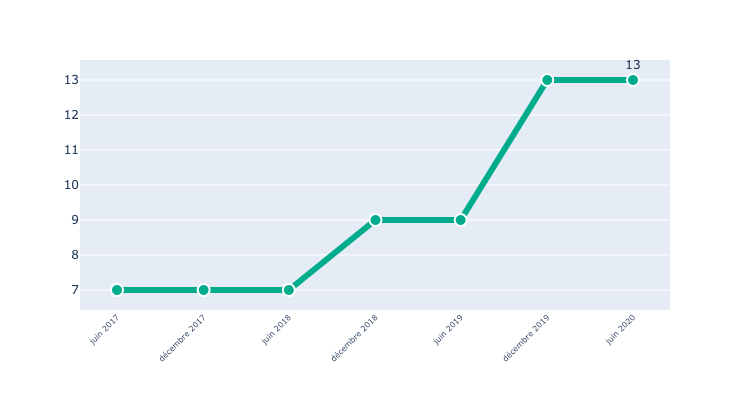 13
13
12
11
10
9
8
7
juin 2017
décembre 2017
juin 2018
décembre 2018
juin 2019
décembre 2019
juin 2020